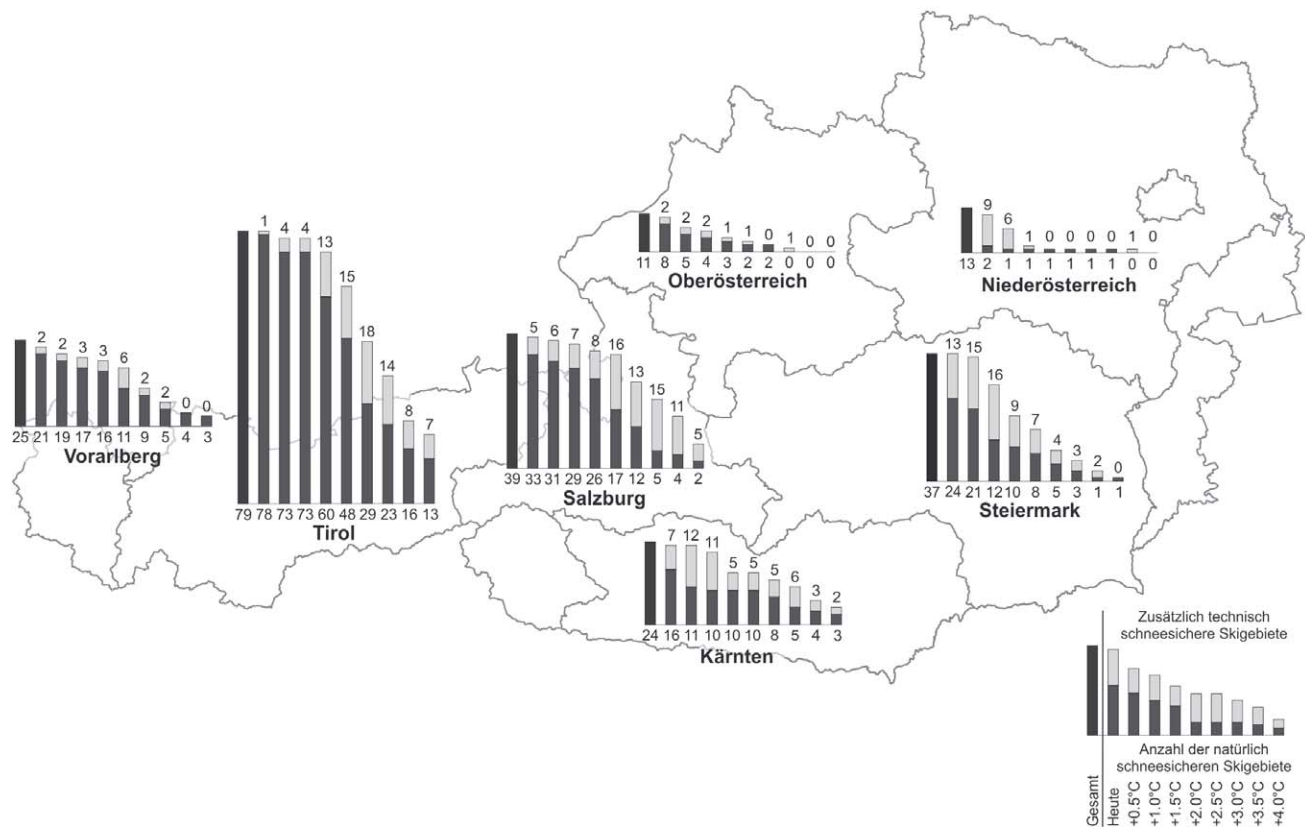 2 2 1 1 0 1 0 0
2
11 8 5 4 3 2 2 0 0 0
Oberösterreich
9 6 1 0 0 0 0 1 0
13 2 1 1 1 1 1 1 0 0
Niederösterreich
1 4 4 13 15 18 14 8 7
79 78 73 73 60 48 29 23 16 13
Tirol
2 2 3 3 6 2 2 0 0
25 21 19 17 16 11 9 5 4 3
Vorarlberg
5 6 7 8 16 13 15 11 5
39 33 31 29 26 17 12 5 4 2
Salzburg
13 15 16 9 7 4 3 2 0
37 24 21 12 10 8 5 3 1 1
Steiermark
7 12 11 5 5 5 6 3 2
24 16 11 10 10 10 8 5 4 3
Kärnten
Zusätzlich technisch
schneesichere Skigebiete
Anzahl der natürlich
schneesicheren Skigebiete
Gesamt
Heute
+0.5°C
+1.0°C
+1.5°C
+2.0°C
+2.5°C
+3.0°C
+3.5°C
+4.0°C